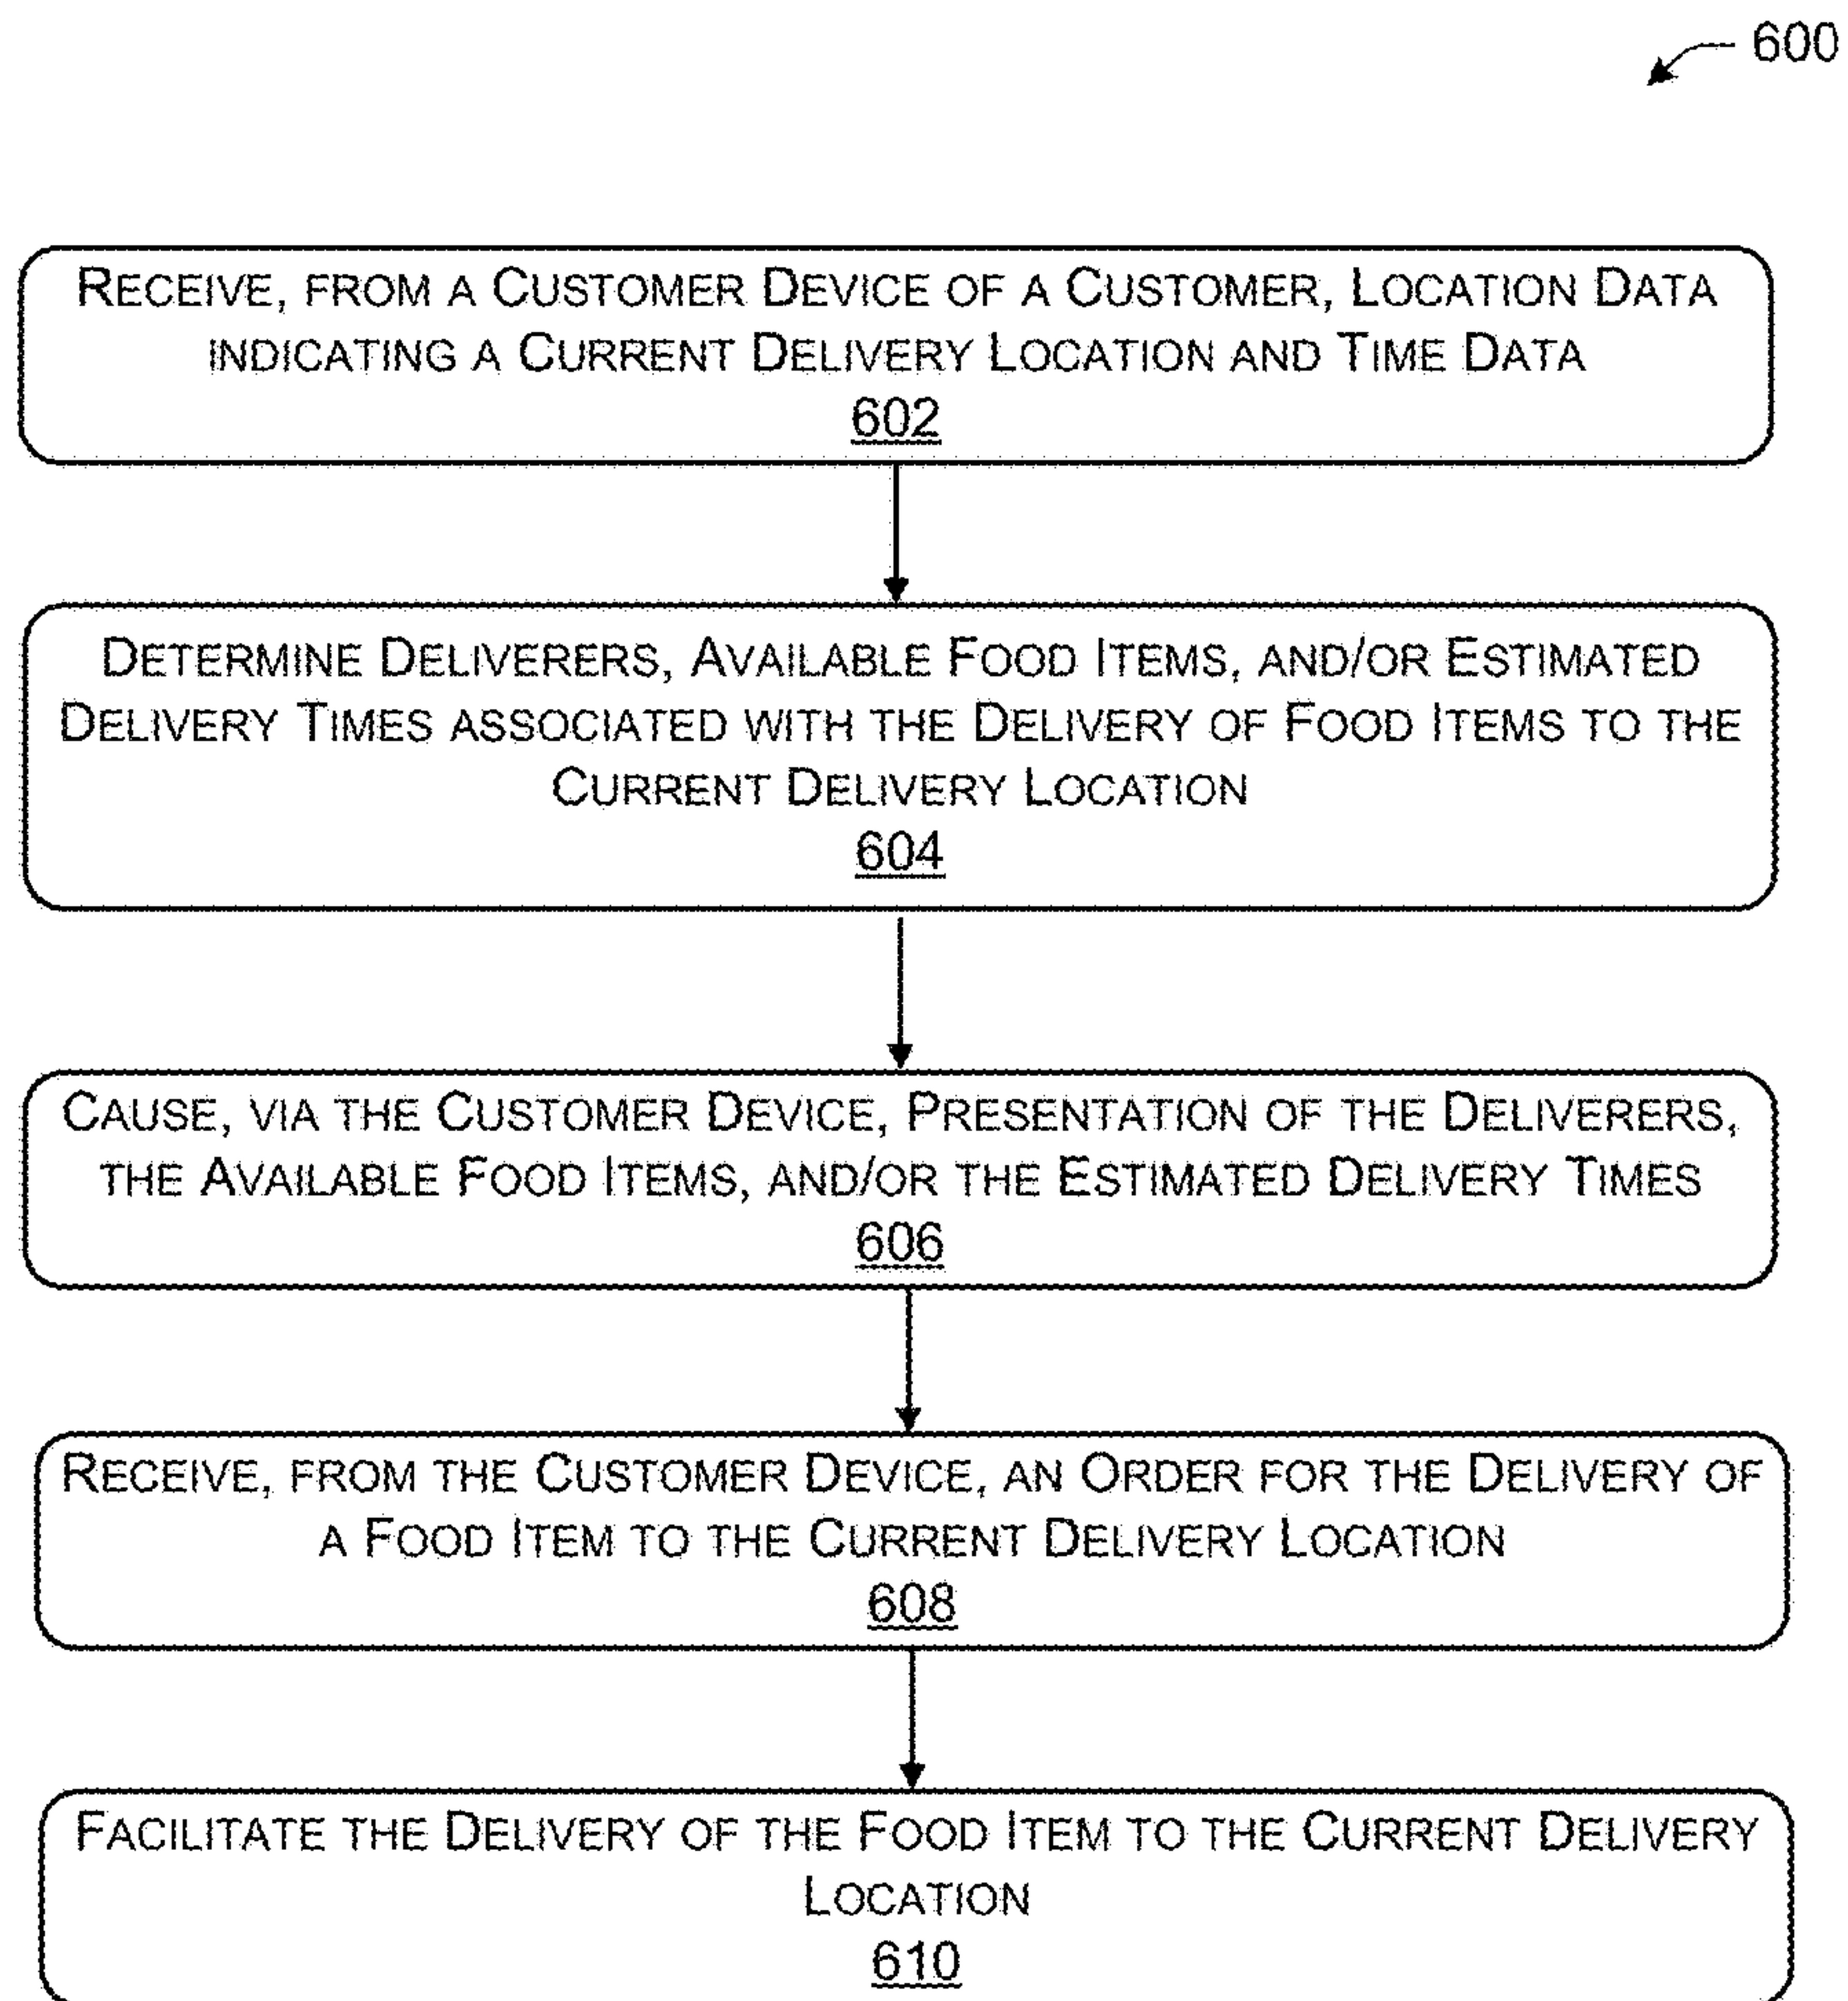 600
RECEIVE, FROM A CUSTOMER DEVICE OF A CUSTOMER, LOCATION DATA
INDICATING A CURRENT DELIVERY LOCATION AND TIME DATA
602
DETERMINE DELIVERERS, AVAILABLE FOOD ITEMS, AND/OR ESTIMATED
DELIVERY TIMES ASSOCIATED WITH THE DELIVERY OF FOOD ITEMS TO THE
CURRENT DELIVERY LOCATION
604
CAUSE, VIA THE CUSTOMER DEVICE, PRESENTATION OF THE DELIVERERS,
THE AVAILABLE FOOD ITEMS, AND/OR THE ESTIMATED DELIVERY TIMES
606
RECEIVE, FROM THE CUSTOMER DEVICE, AN ORDER FOR THE DELIVERY OF
A FOOD ITEM TO THE CURRENT DELIVERY LOCATION
608
FACILITATE THE DELIVERY OF THE FOOD ITEM TO THE CURRENT DELIVERY
LOCATION
610